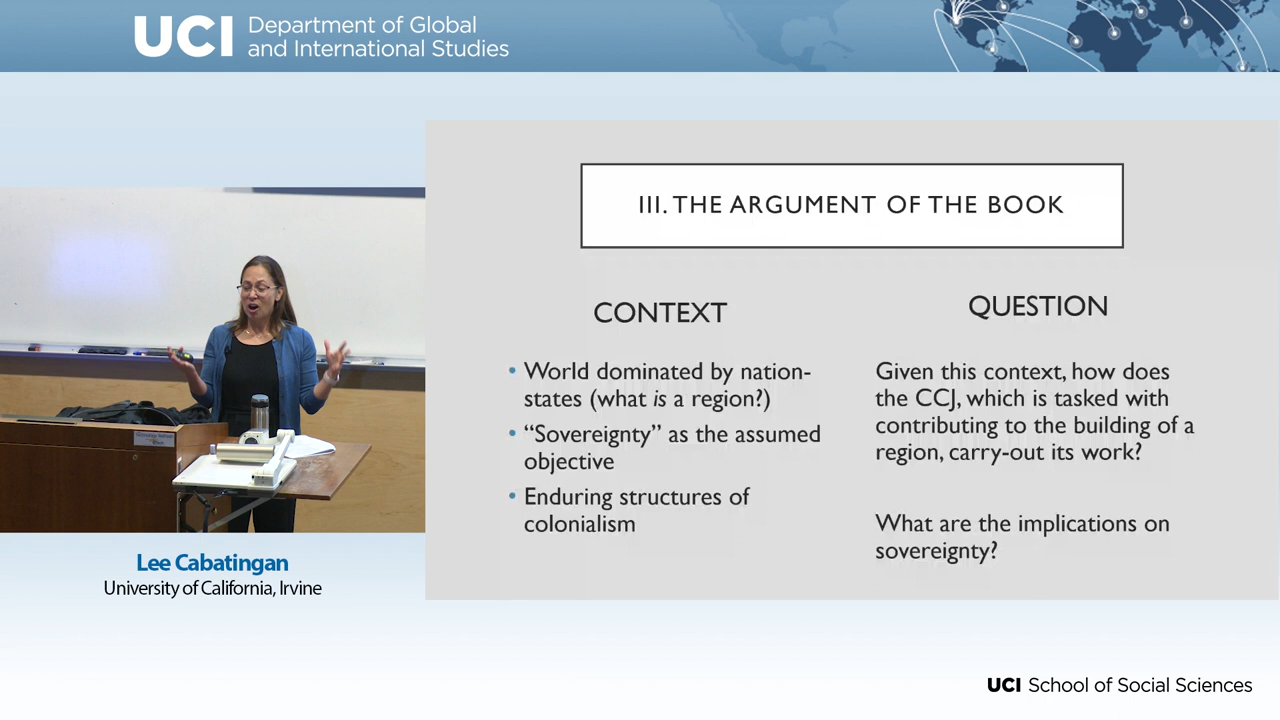 UCI Department of Global
and International Studies
III. THE ARGUMENT OF THE BOOK
CONTEXT
• World dominated by nation-
states (what is a region?)
• “Sovereignty” as the assumed
objective
• Enduring structures of
colonialism
QUESTION
Given this context, how does
the CCJ, which is tasked with
contributing to the building of a
region, carry-out its work?
What are the implications on
sovereignty?
Lee Cabatingan
University of California, Irvine
UCI School of Social Sciences